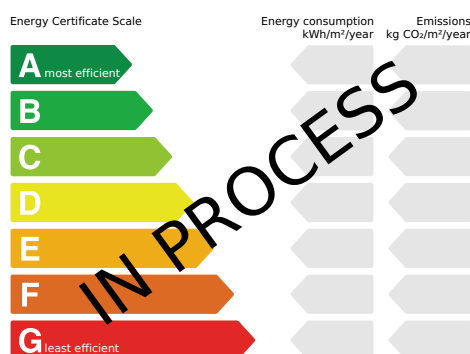 Energy Certificate Scale
Energy consumption
kWh/m²/year
Emissions
kg CO₂/m²/year
A most efficient
B
C
D
E
F
G least efficient
IN PROCESS